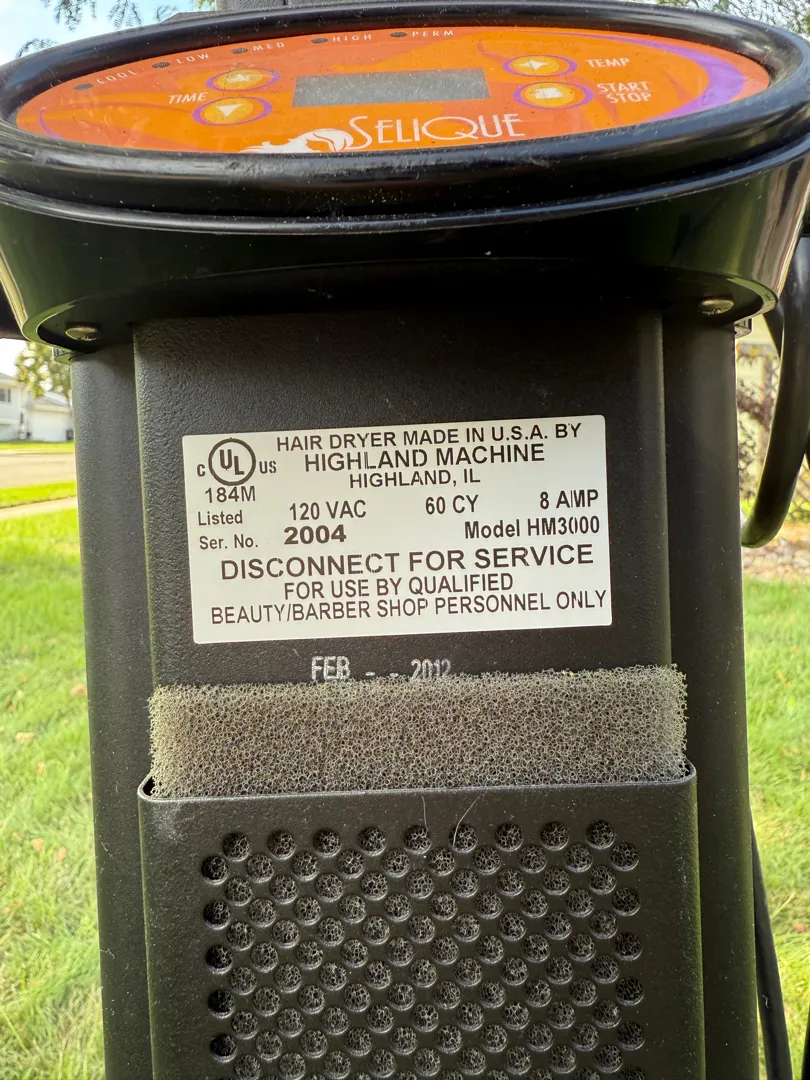 COOL LOW MED HIGH PERM
TIME
TEMP
START
STOP
SELIQUE
C UL US
HAIR DRYER MADE IN U.S.A. BY
HIGHLAND MACHINE
HIGHLAND, IL
184M
Listed
120 VAC 60 CY 8 AMP
Ser. No. 2004 Model HM3000
DISCONNECT FOR SERVICE
FOR USE BY QUALIFIED
BEAUTY/BARBER SHOP PERSONNEL ONLY
FEB - - 2012